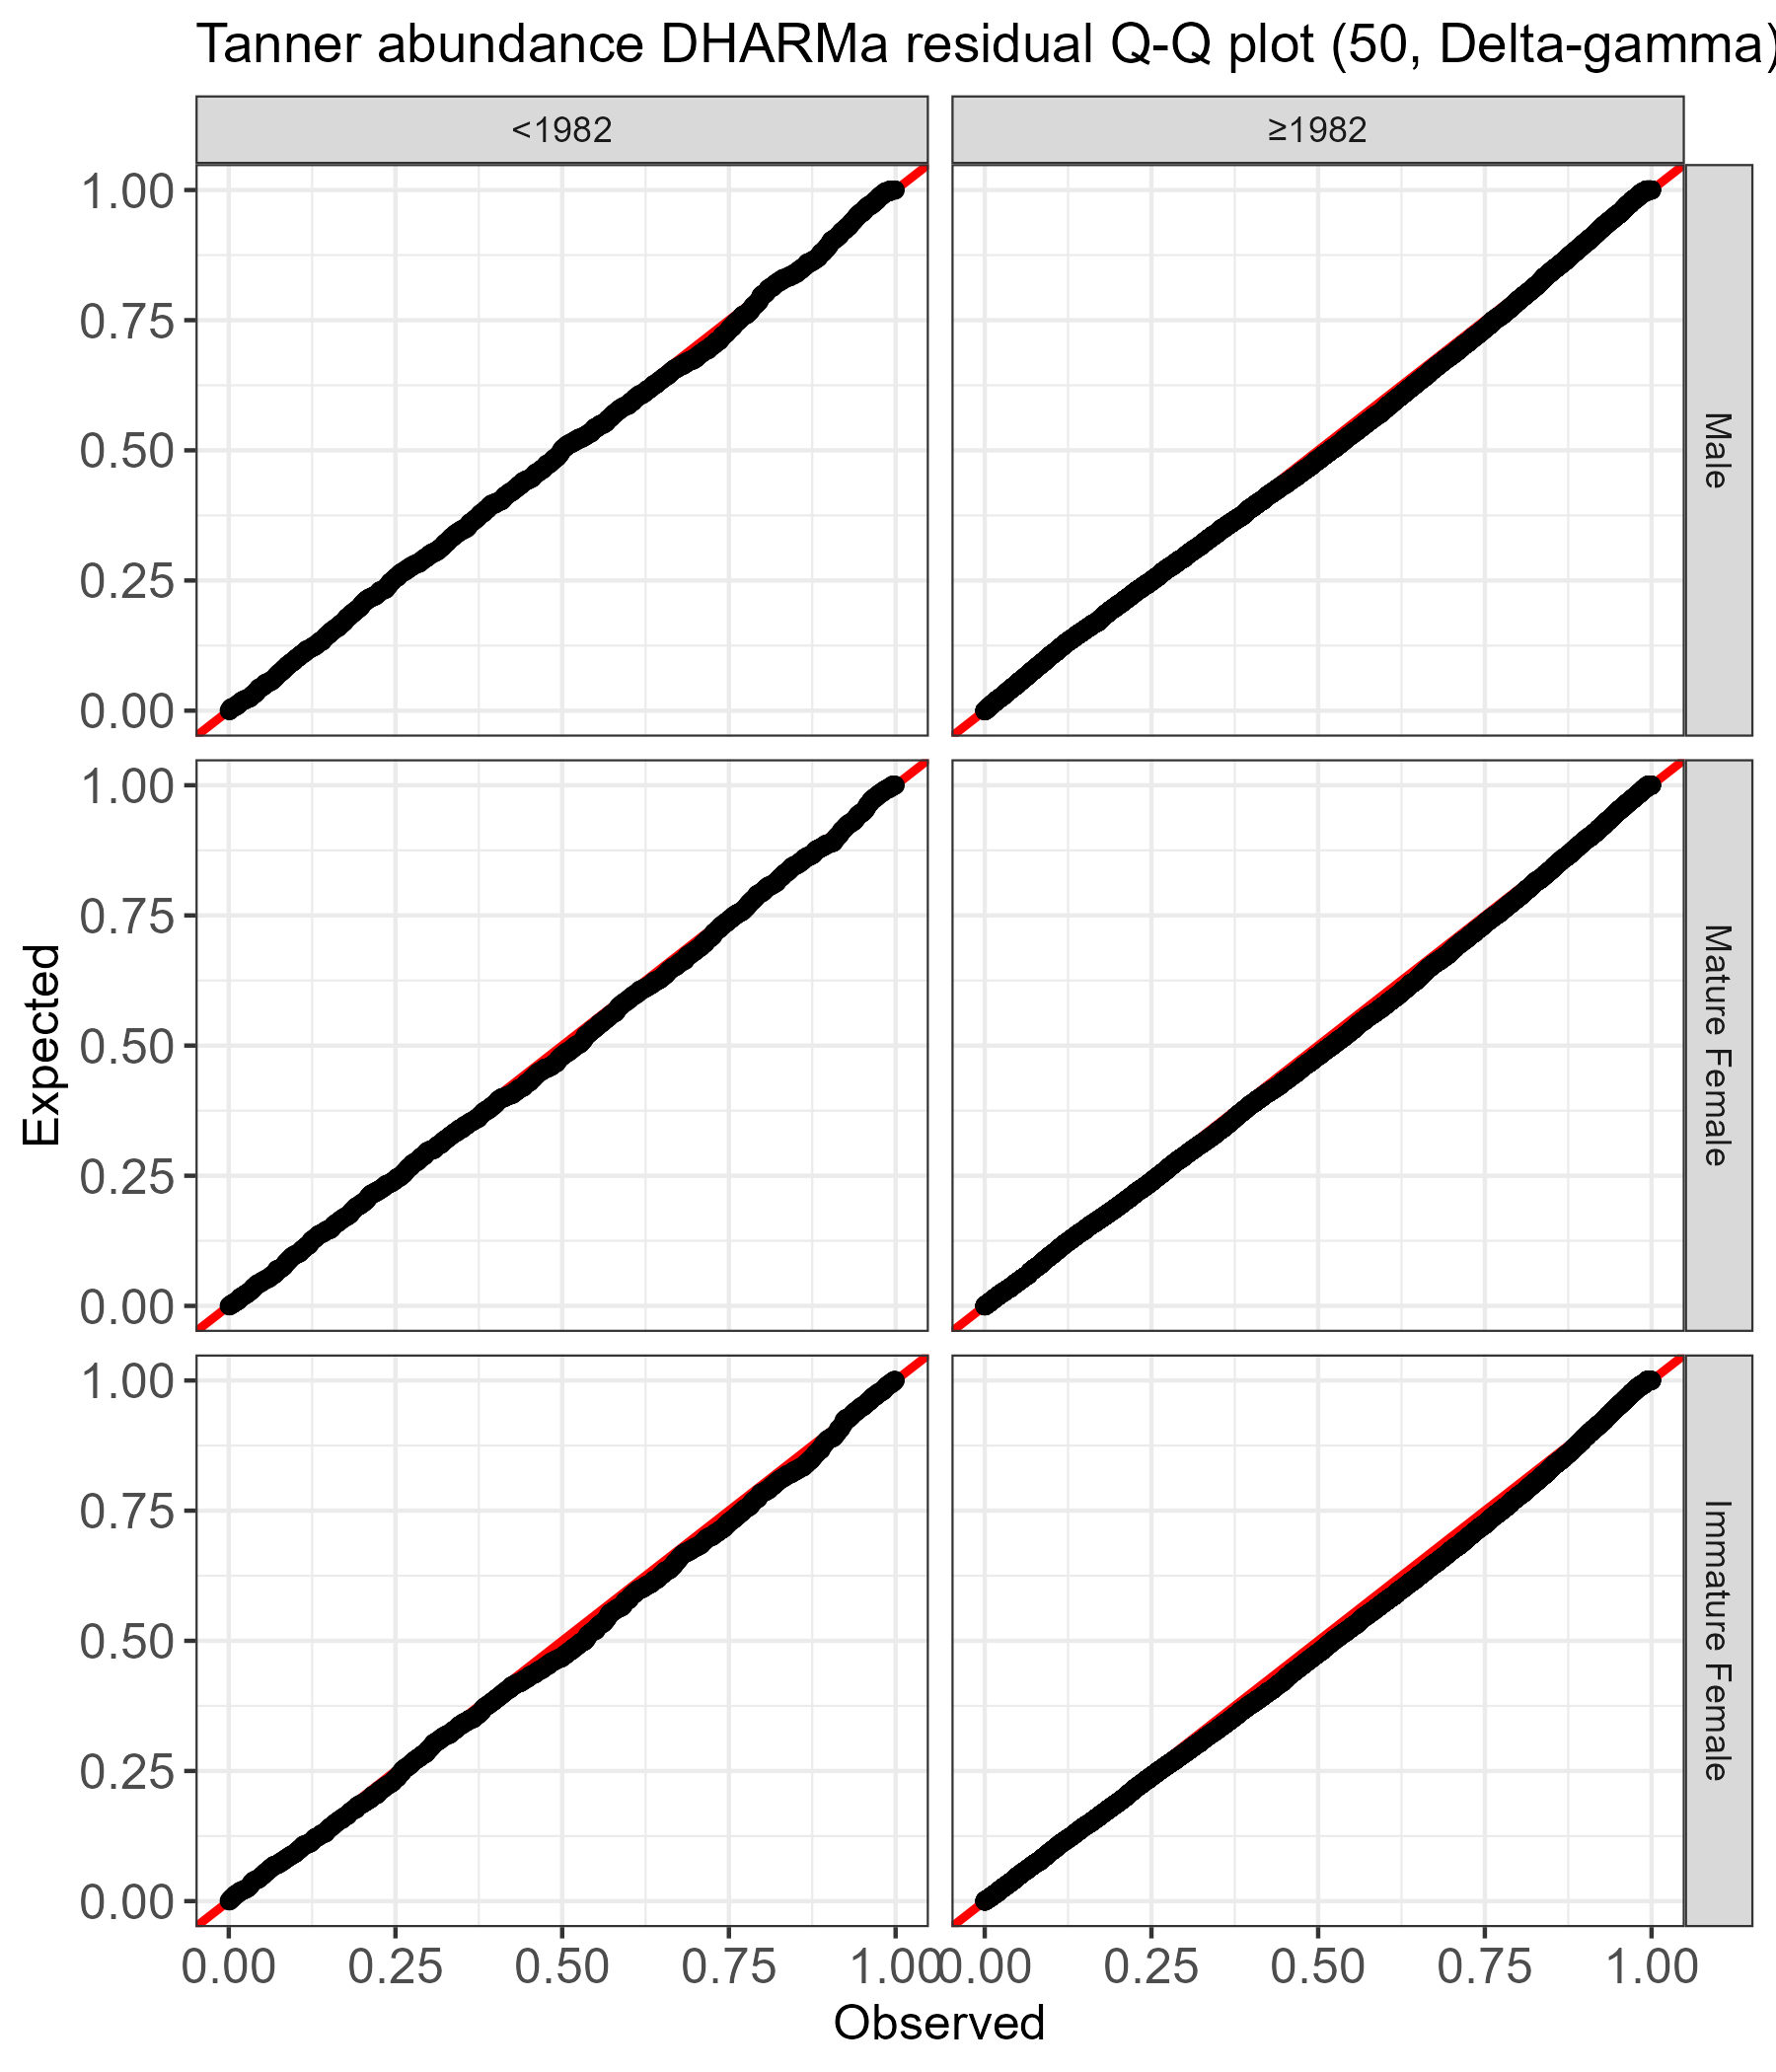 Tanner abundance DHARMa residual Q-Q plot (50, Delta-gamma)
<1982
≥1982
1.00
0.75
0.50
0.25
0.00
Male
1.00
0.75
0.50
0.25
0.00
Mature Female
Expected
1.00
0.75
0.50
0.25
0.00
Immature Female
0.00 0.25 0.50 0.75 1.00 0.00 0.25 0.50 0.75 1.00
Observed